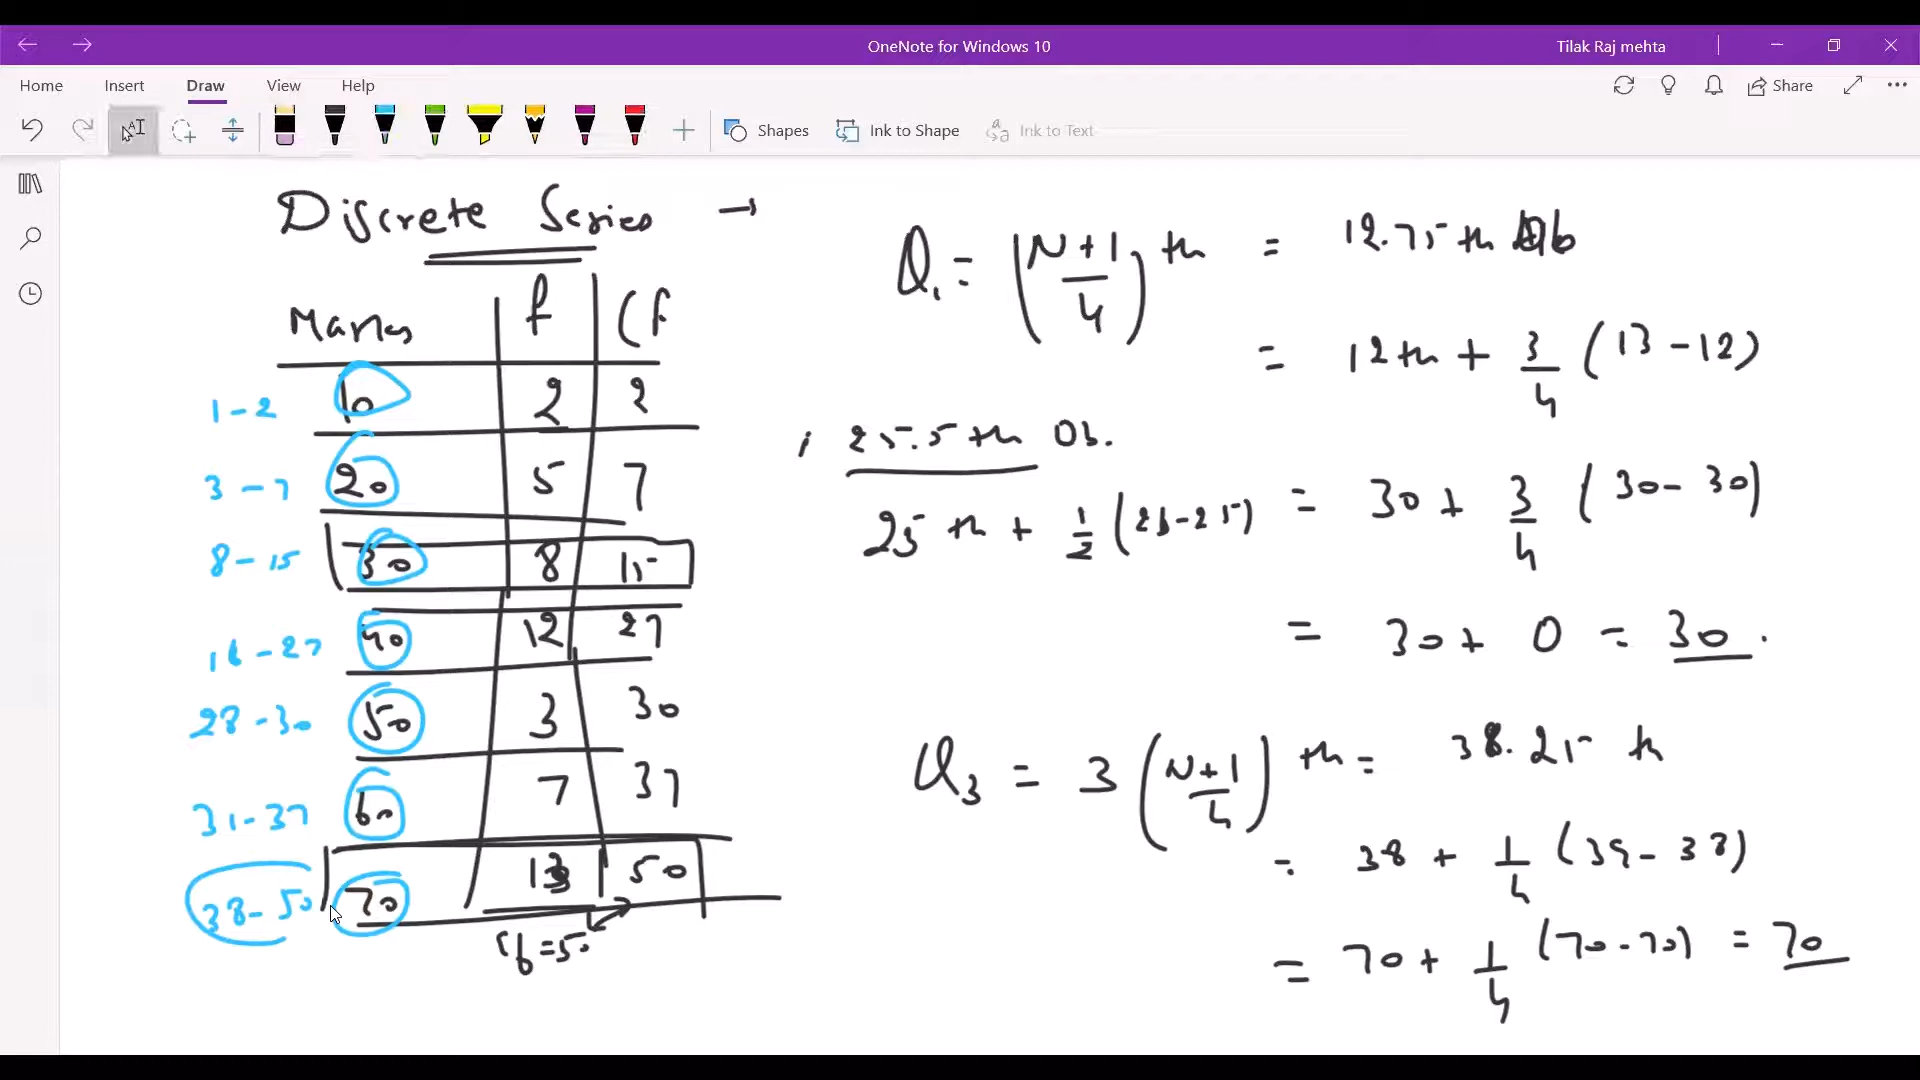 OneNote for Windows 10
Tilak Raj mehta
Home Insert Draw View Help
Share
Shapes Ink to Shape Ink to Text
Discrete Series →
Marks f Cf
1-2 10 2 2
3-7 20 5 7
8-15 30 8 15
16-27 40 12 27
28-30 50 3 30
31-37 60 7 37
38-50 70 13 50
Σf=50
Q₁ = (N+1/4)th = 12.75th Ob
= 12th + 3/4 (13-12)
25.5th Ob.
25th + 1/2 (26-25)
= 30 + 3/4 (30-30)
= 30 + 0 = 30.
Q₃ = 3 (N+1/4)th = 38.25th
= 38 + 1/4 (39-38)
= 70 + 1/4 (70-70) = 70